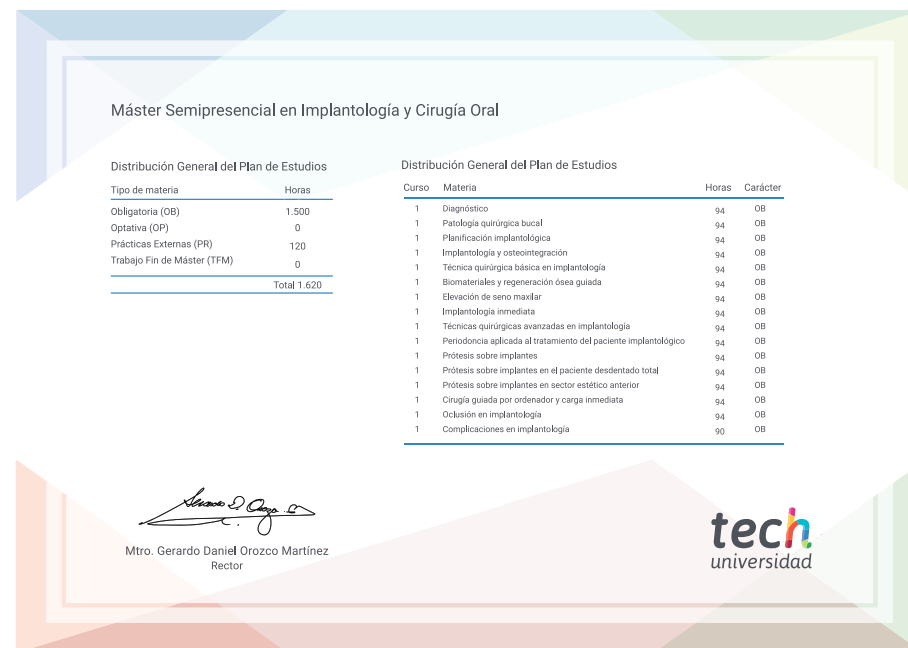 Máster Semipresencial en Implantología y Cirugía Oral
Distribución General del Plan de Estudios
Tipo de materia Horas
Obligatoria (OB) 1.500
Optativa (OP) 0
Prácticas Externas (PR) 120
Trabajo Fin de Máster (TFM) 0
Total 1.620
Distribución General del Plan de Estudios
Curso Materia Horas Carácter
1 Diagnóstico 94 OB
1 Patología quirúrgica bucal 94 OB
1 Planificación implantológica 94 OB
1 Implantología y osteointegración 94 OB
1 Técnica quirúrgica básica en implantología 94 OB
1 Biomateriales y regeneración ósea guiada 94 OB
1 Elevación de seno maxilar 94 OB
1 Implantología inmediata 94 OB
1 Técnicas quirúrgicas avanzadas en implantología 94 OB
1 Periodoncia aplicada al tratamiento del paciente implantológico 94 OB
1 Prótesis sobre implantes 94 OB
1 Prótesis sobre implantes en el paciente desdentado total 94 OB
1 Prótesis sobre implantes en sector estético anterior 94 OB
1 Cirugía guiada por ordenador y carga inmediata 94 OB
1 Oclusión en implantología 94 OB
1 Complicaciones en implantología 90 OB
Mtro. Gerardo Daniel Orozco Martínez
Rector
tech
universidad